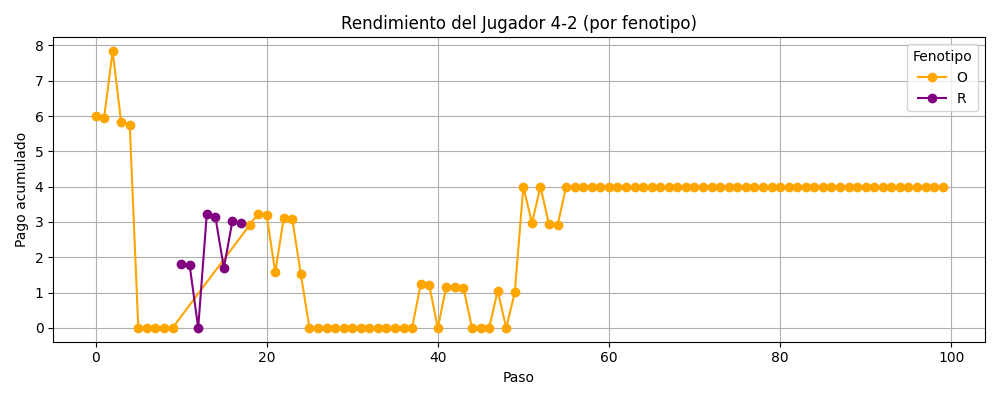 Rendimiento del Jugador 4-2 (por fenotipo)
Pago acumulado
8
7
6
5
4
3
2
1
0
Fenotipo
O
R
0 20 40 60 80 100
Paso